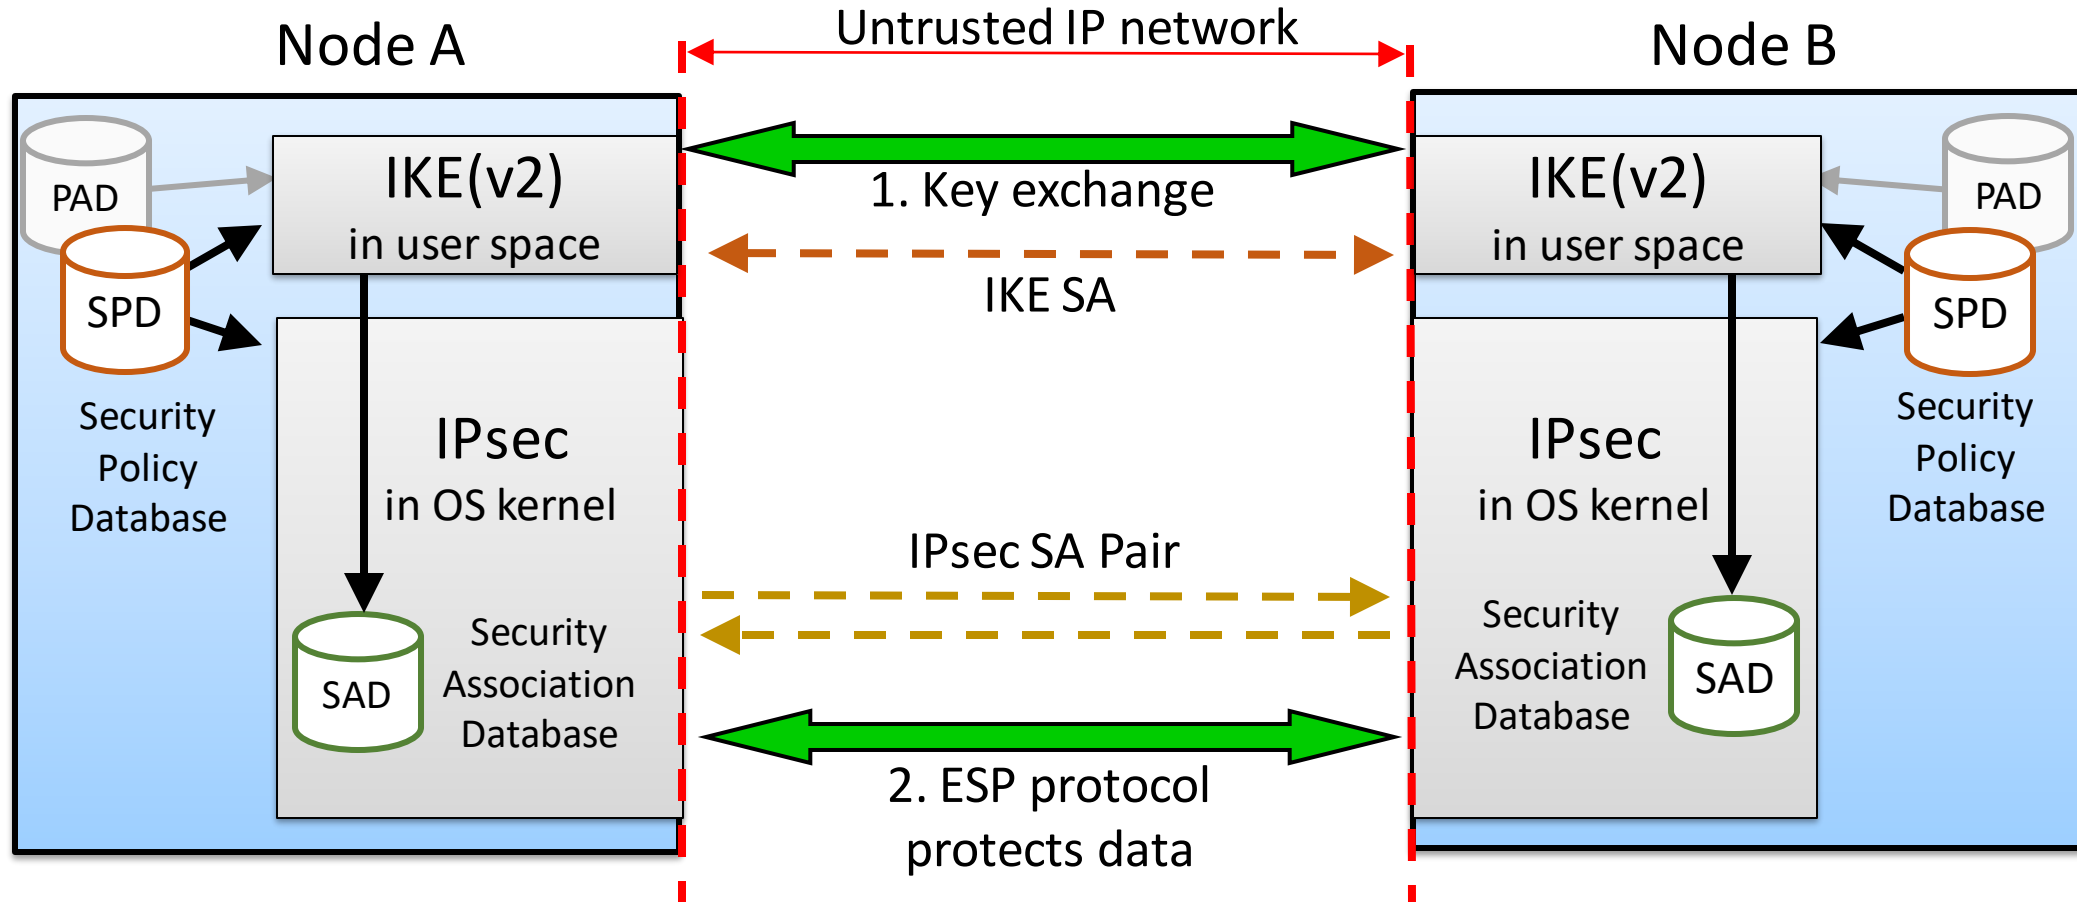 Node A
Untrusted IP network
Node B
PAD
IKE(v2)
in user space
SPD
Security
Policy
Database
IPsec
in OS kernel
SAD
Security
Association
Database
1. Key exchange
IKE SA
IPsec SA Pair
2. ESP protocol
protects data
IKE(v2)
in user space
PAD
SPD
Security
Policy
Database
IPsec
in OS kernel
Security
Association
Database
SAD